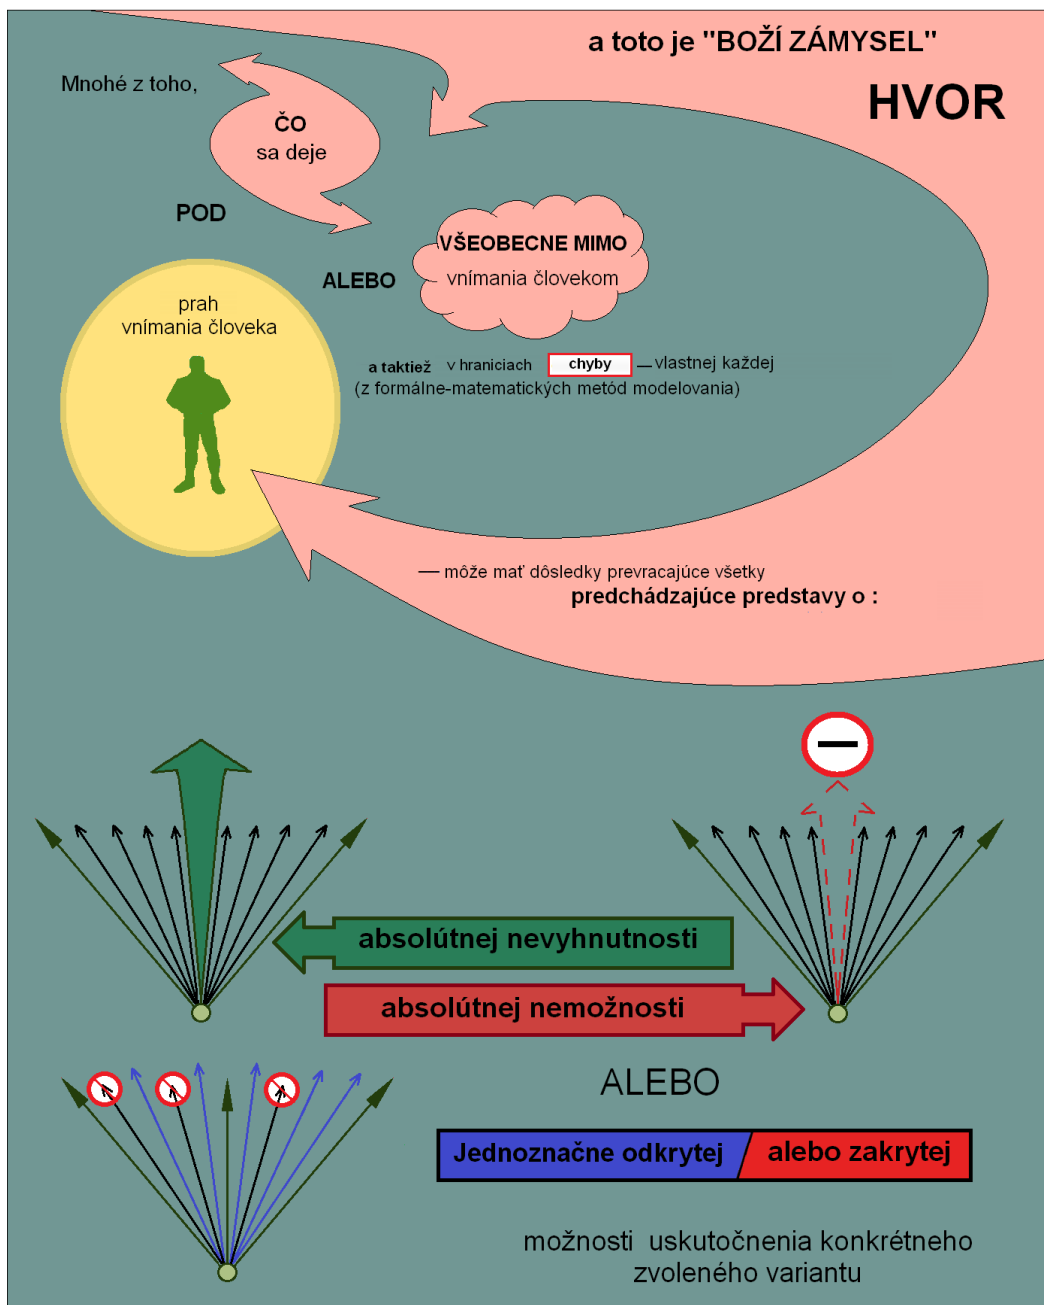 a toto je "BOŽÍ ZÁMYSEL"
HVOR
Mnohé z toho,
ČO
sa deje
POD
prah
vnímania človeka
ALEBO
VŠEOBECNE MIMO
vnímania človekom
a taktiež v hraniciach chyby — vlastnej každej
(z formálne-matematických metód modelovania)
— môže mať dôsledky prevracajúce všetky
predchádzajúce predstavy o :
absolútnej nevyhnutnosti
absolútnej nemožnosti
ALEBO
Jednoznačne odkrytej alebo zakrytej
možnosti uskutočnenia konkrétneho
zvoleného variantu